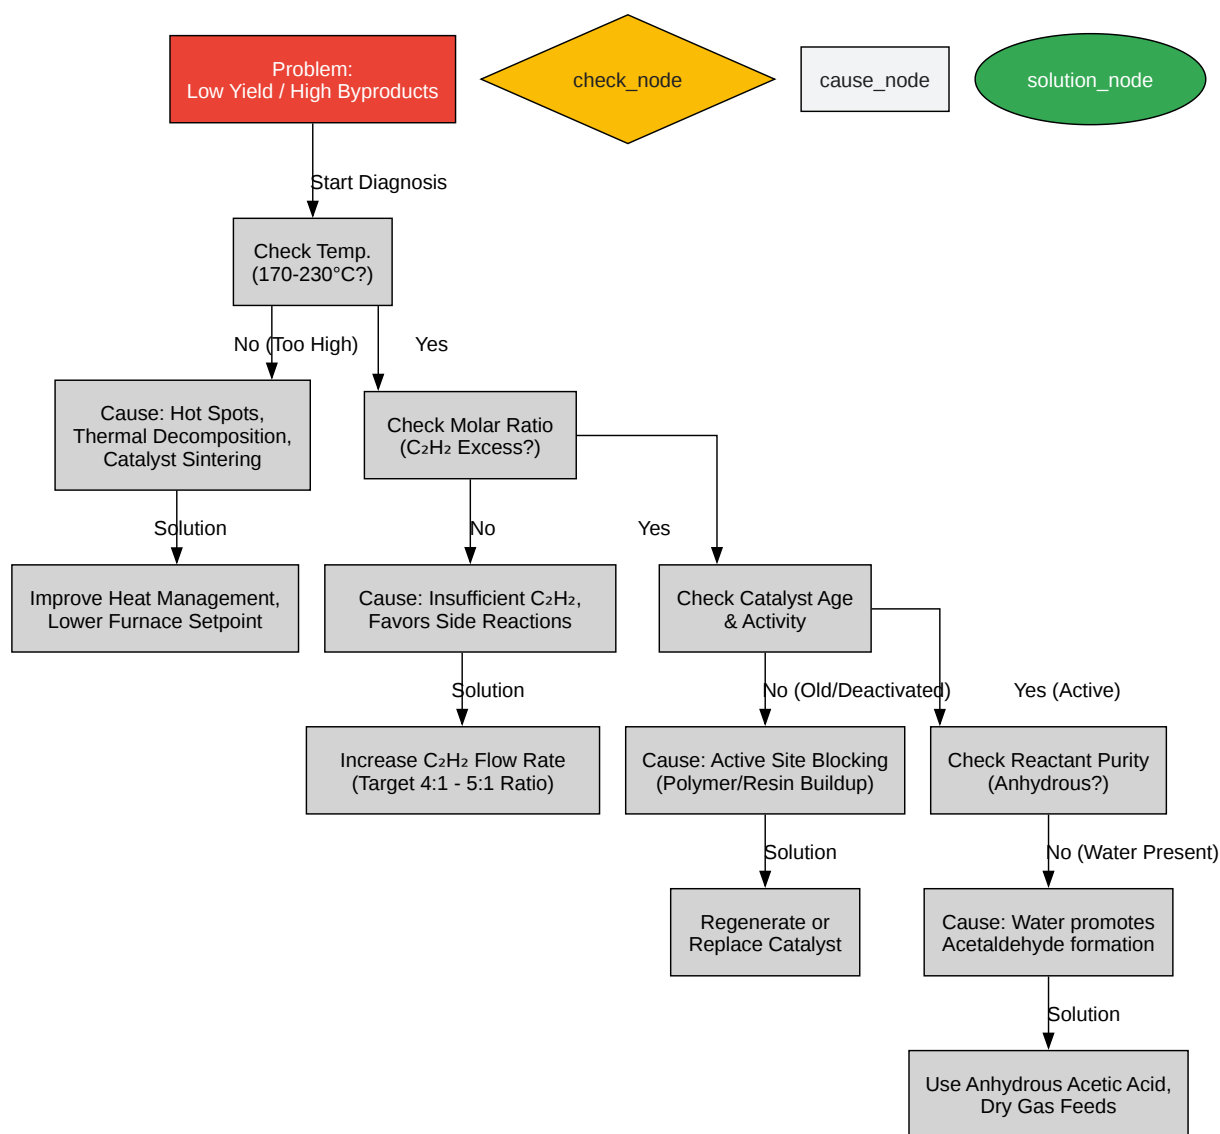 Problem:
Low Yield / High Byproducts
check_node
cause_node
solution_node
Start Diagnosis
Check Temp.
(170-230°C?)
No (Too High)
Yes
Cause: Hot Spots,
Thermal Decomposition,
Catalyst Sintering
Check Molar Ratio
(C₂H₂ Excess?)
Solution
No
Yes
Improve Heat Management,
Lower Furnace Setpoint
Cause: Insufficient C₂H₂,
Favors Side Reactions
Check Catalyst Age
& Activity
Solution
No (Old/Deactivated)
Yes (Active)
Increase C₂H₂ Flow Rate
(Target 4:1 - 5:1 Ratio)
Cause: Active Site Blocking
(Polymer/Resin Buildup)
Check Reactant Purity
(Anhydrous?)
Solution
No (Water Present)
Regenerate or
Replace Catalyst
Cause: Water promotes
Acetaldehyde formation
Solution
Use Anhydrous Acetic Acid,
Dry Gas Feeds